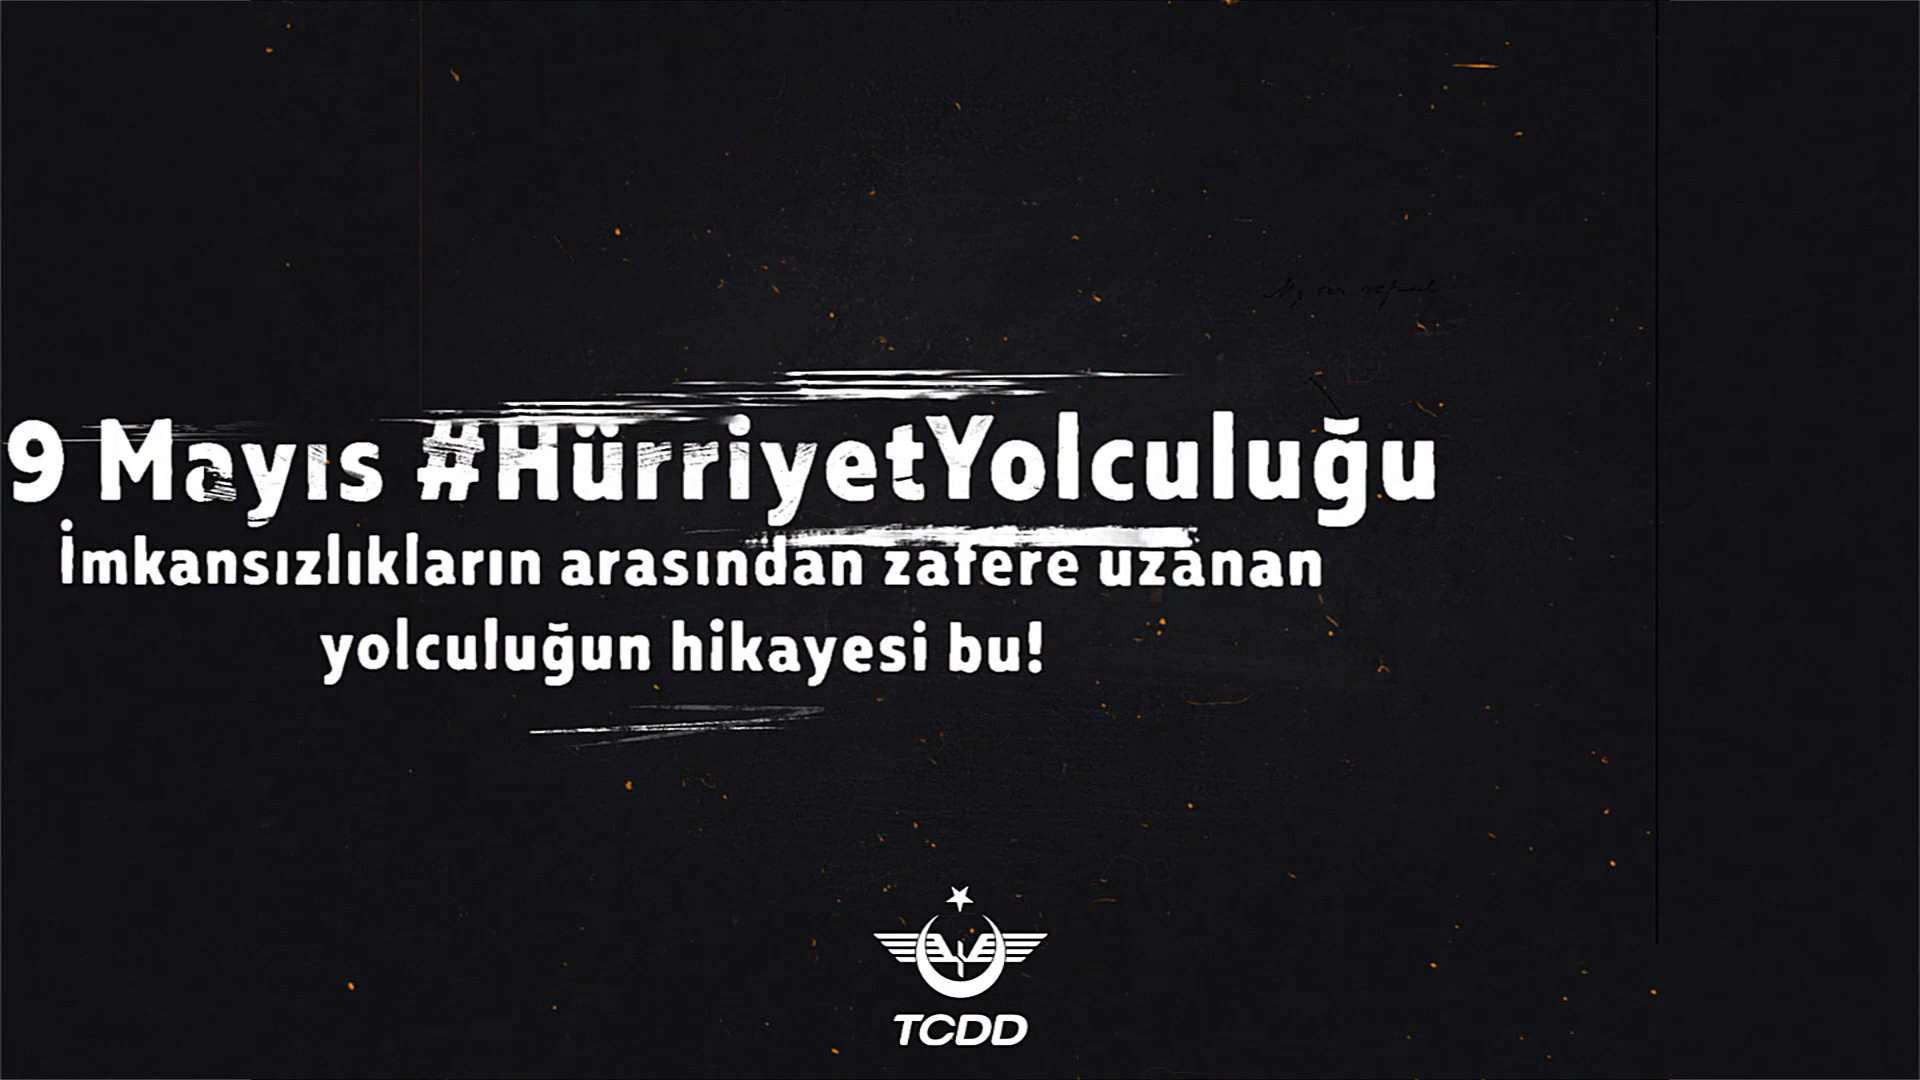 9 Mayıs #HürriyetYolculuğu
İmkansızlıkların arasından zafere uzanan
yolculuğun hikayesi bu!
TCDD